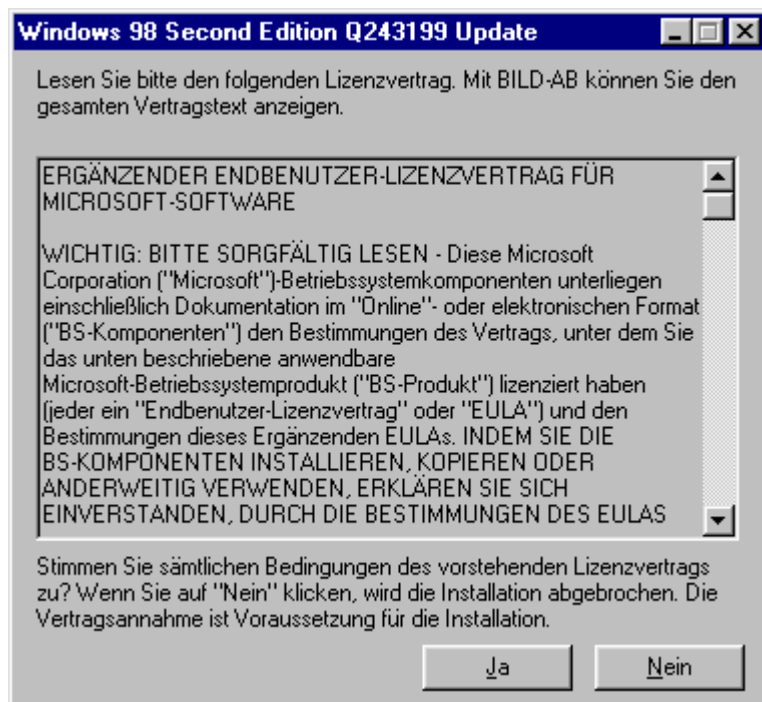 Windows 98 Second Edition Q243199 Update
Lesen Sie bitte den folgenden Lizenzvertrag. Mit BILD-AB können Sie den
gesamten Vertragstext anzeigen.
ERGÄNZENDER ENDBENUTZER-LIZENZVERTRAG FÜR
MICROSOFT-SOFTWARE
WICHTIG: BITTE SORGFÄLTIG LESEN - Diese Microsoft
Corporation ("Microsoft")-Betriebssystemkomponenten unterliegen
einschließlich Dokumentation im "Online"- oder elektronischen Format
("BS-Komponenten") den Bestimmungen des Vertrags, unter dem Sie
das unten beschriebene anwendbare
Microsoft-Betriebssystemprodukt ("BS-Produkt") lizenziert haben
(jeder ein "Endbenutzer-Lizenzvertrag" oder "EULA") und den
Bestimmungen dieses Ergänzenden EULAs. INDEM SIE DIE
BS-KOMPONENTEN INSTALLIEREN, KOPIEREN ODER
ANDERWEITIG VERWENDEN, ERKLÄREN SIE SICH
EINVERSTANDEN, DURCH DIE BESTIMMUNGEN DES EULAS
Stimmen Sie sämtlichen Bedingungen des vorstehenden Lizenzvertrags
zu? Wenn Sie auf "Nein" klicken, wird die Installation abgebrochen. Die
Vertragsannahme ist Voraussetzung für die Installation.
Ja
Nein